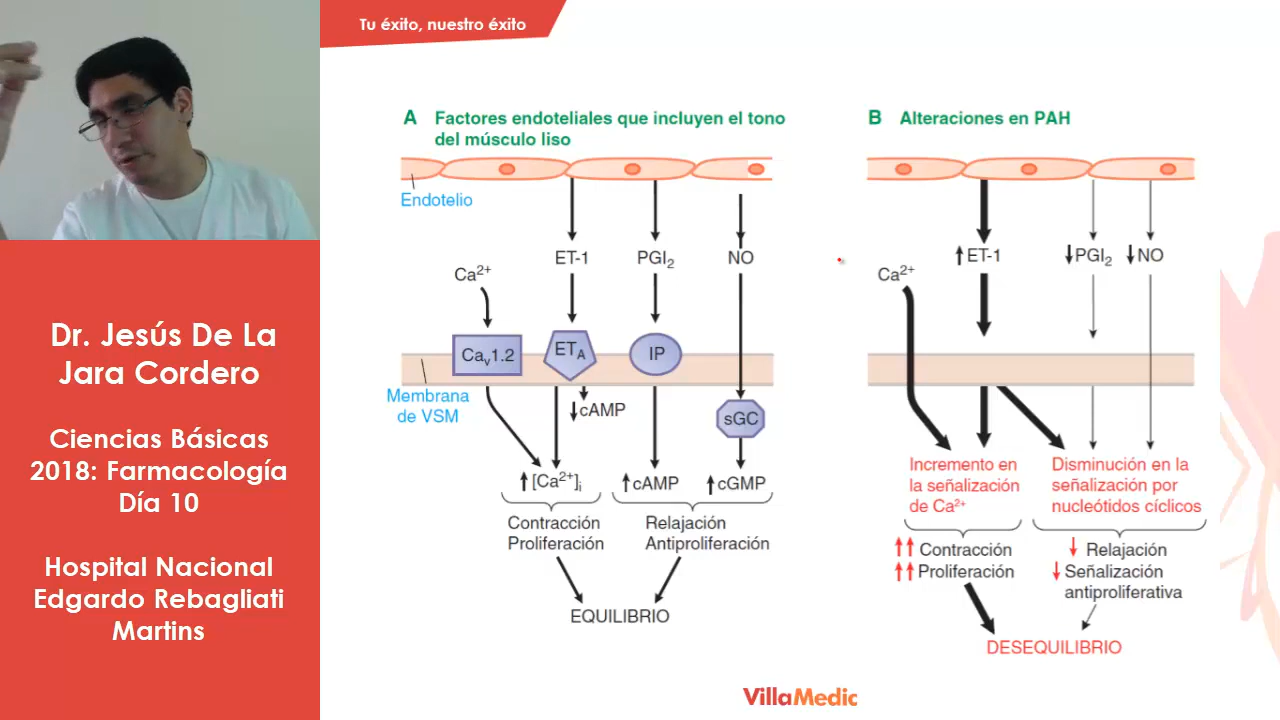 Tu éxito, nuestro éxito
Dr. Jesús De La
Jara Cordero
Ciencias Básicas
2018: Farmacología
Día 10
Hospital Nacional
Edgardo Rebagliati
Martins
A Factores endoteliales que incluyen el tono
del músculo liso
Endotelio
ET-1
PGI₂
NO
Ca²⁺
Caᵥ1.2
ET_A
IP
Membrana
de VSM
↓cAMP
sGC
↑[Ca²⁺]ᵢ
↑cAMP
↑cGMP
Contracción
Proliferación
Relajación
Antiproliferación
EQUILIBRIO
B Alteraciones en PAH
↑ET-1
↓PGI₂
↓NO
Ca²⁺
Incremento en
la señalización
de Ca²⁺
Disminución en la
señalización por
nucleótidos cíclicos
↑↑ Contracción
↑↑ Proliferación
↓ Relajación
↓ Señalización
antiproliferativa
DESEQUILIBRIO
VillaMedic